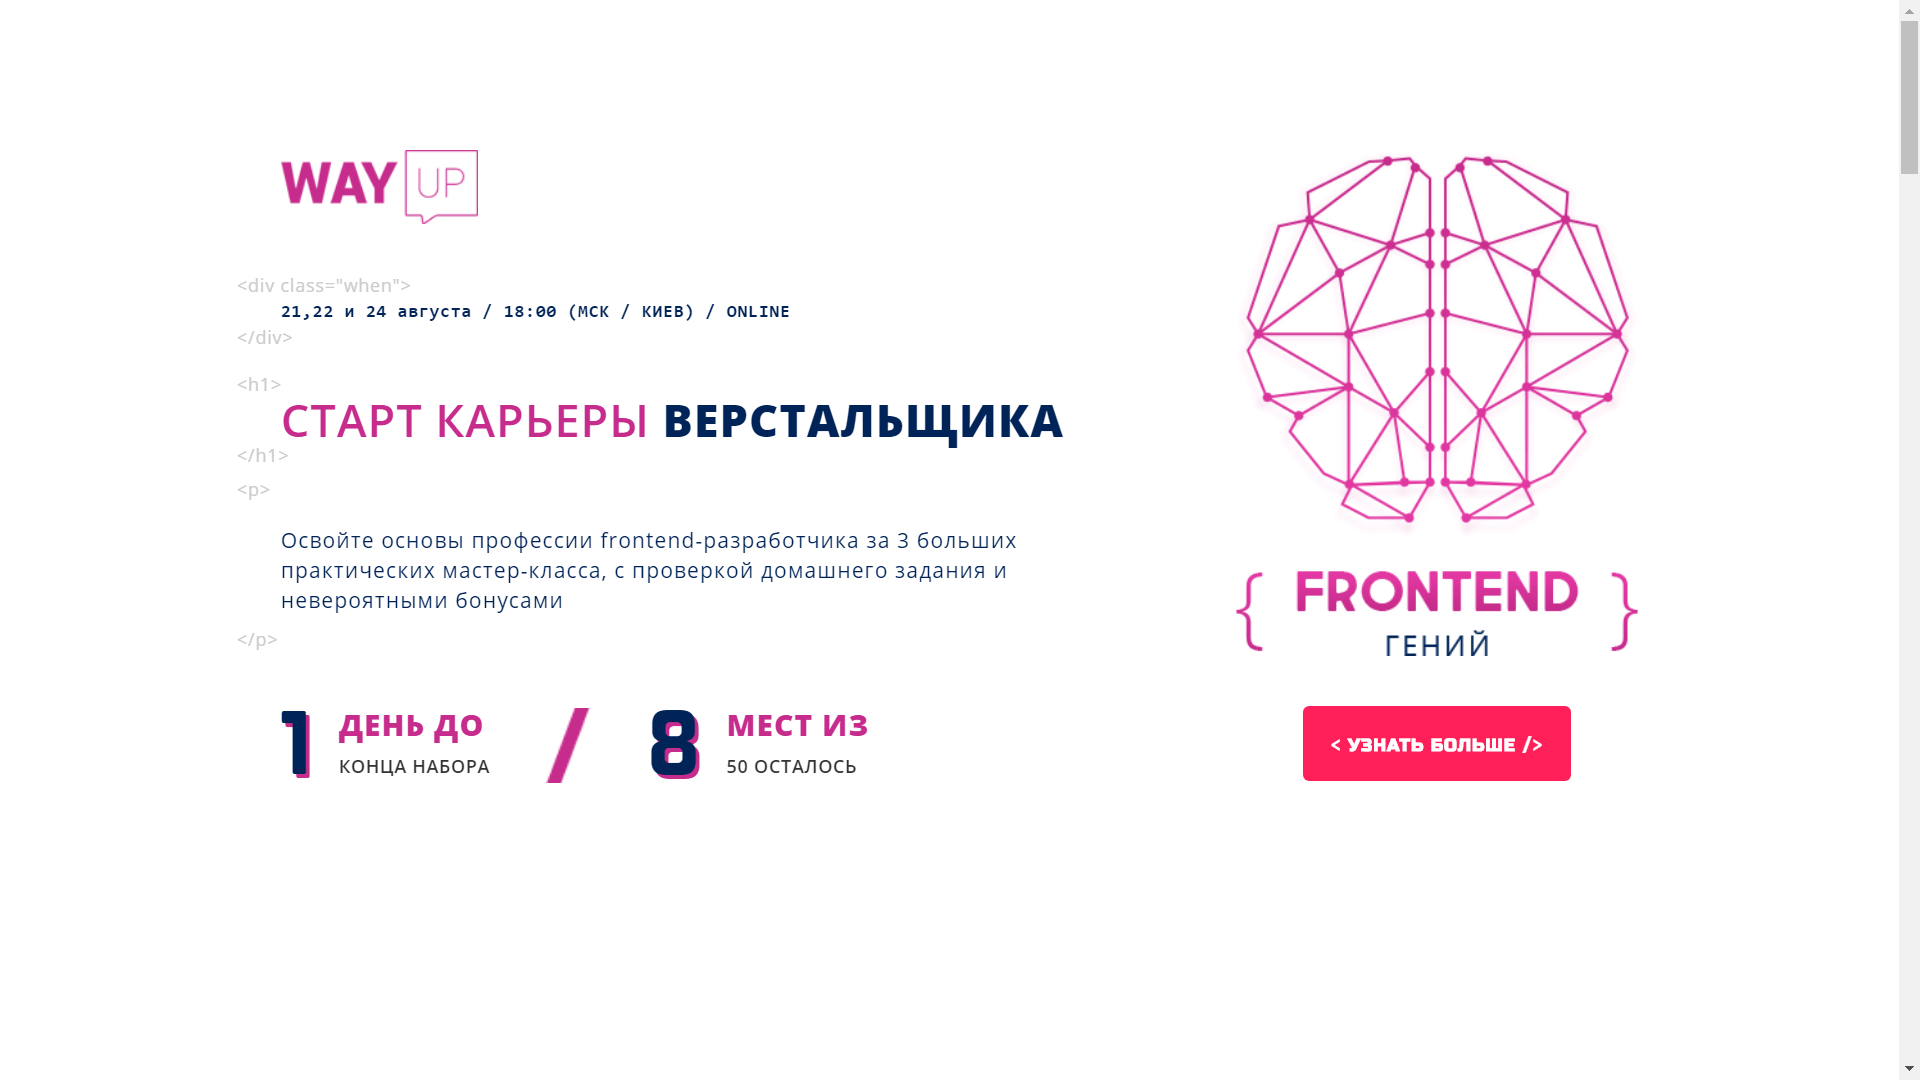 WAY UP
<div class="when">
21,22 и 24 августа / 18:00 (МСК / КИЕВ) / ONLINE
</div>
<h1>
СТАРТ КАРЬЕРЫ ВЕРСТАЛЬЩИКА
</h1>
<p>
Освойте основы профессии frontend-разработчика за 3 больших
практических мастер-класса, с проверкой домашнего задания и
невероятными бонусами
</p>
1 ДЕНЬ ДО
КОНЦА НАБОРА
/
8 МЕСТ ИЗ
50 ОСТАЛОСЬ
{ FRONTEND }
ГЕНИЙ
< УЗНАТЬ БОЛЬШЕ />